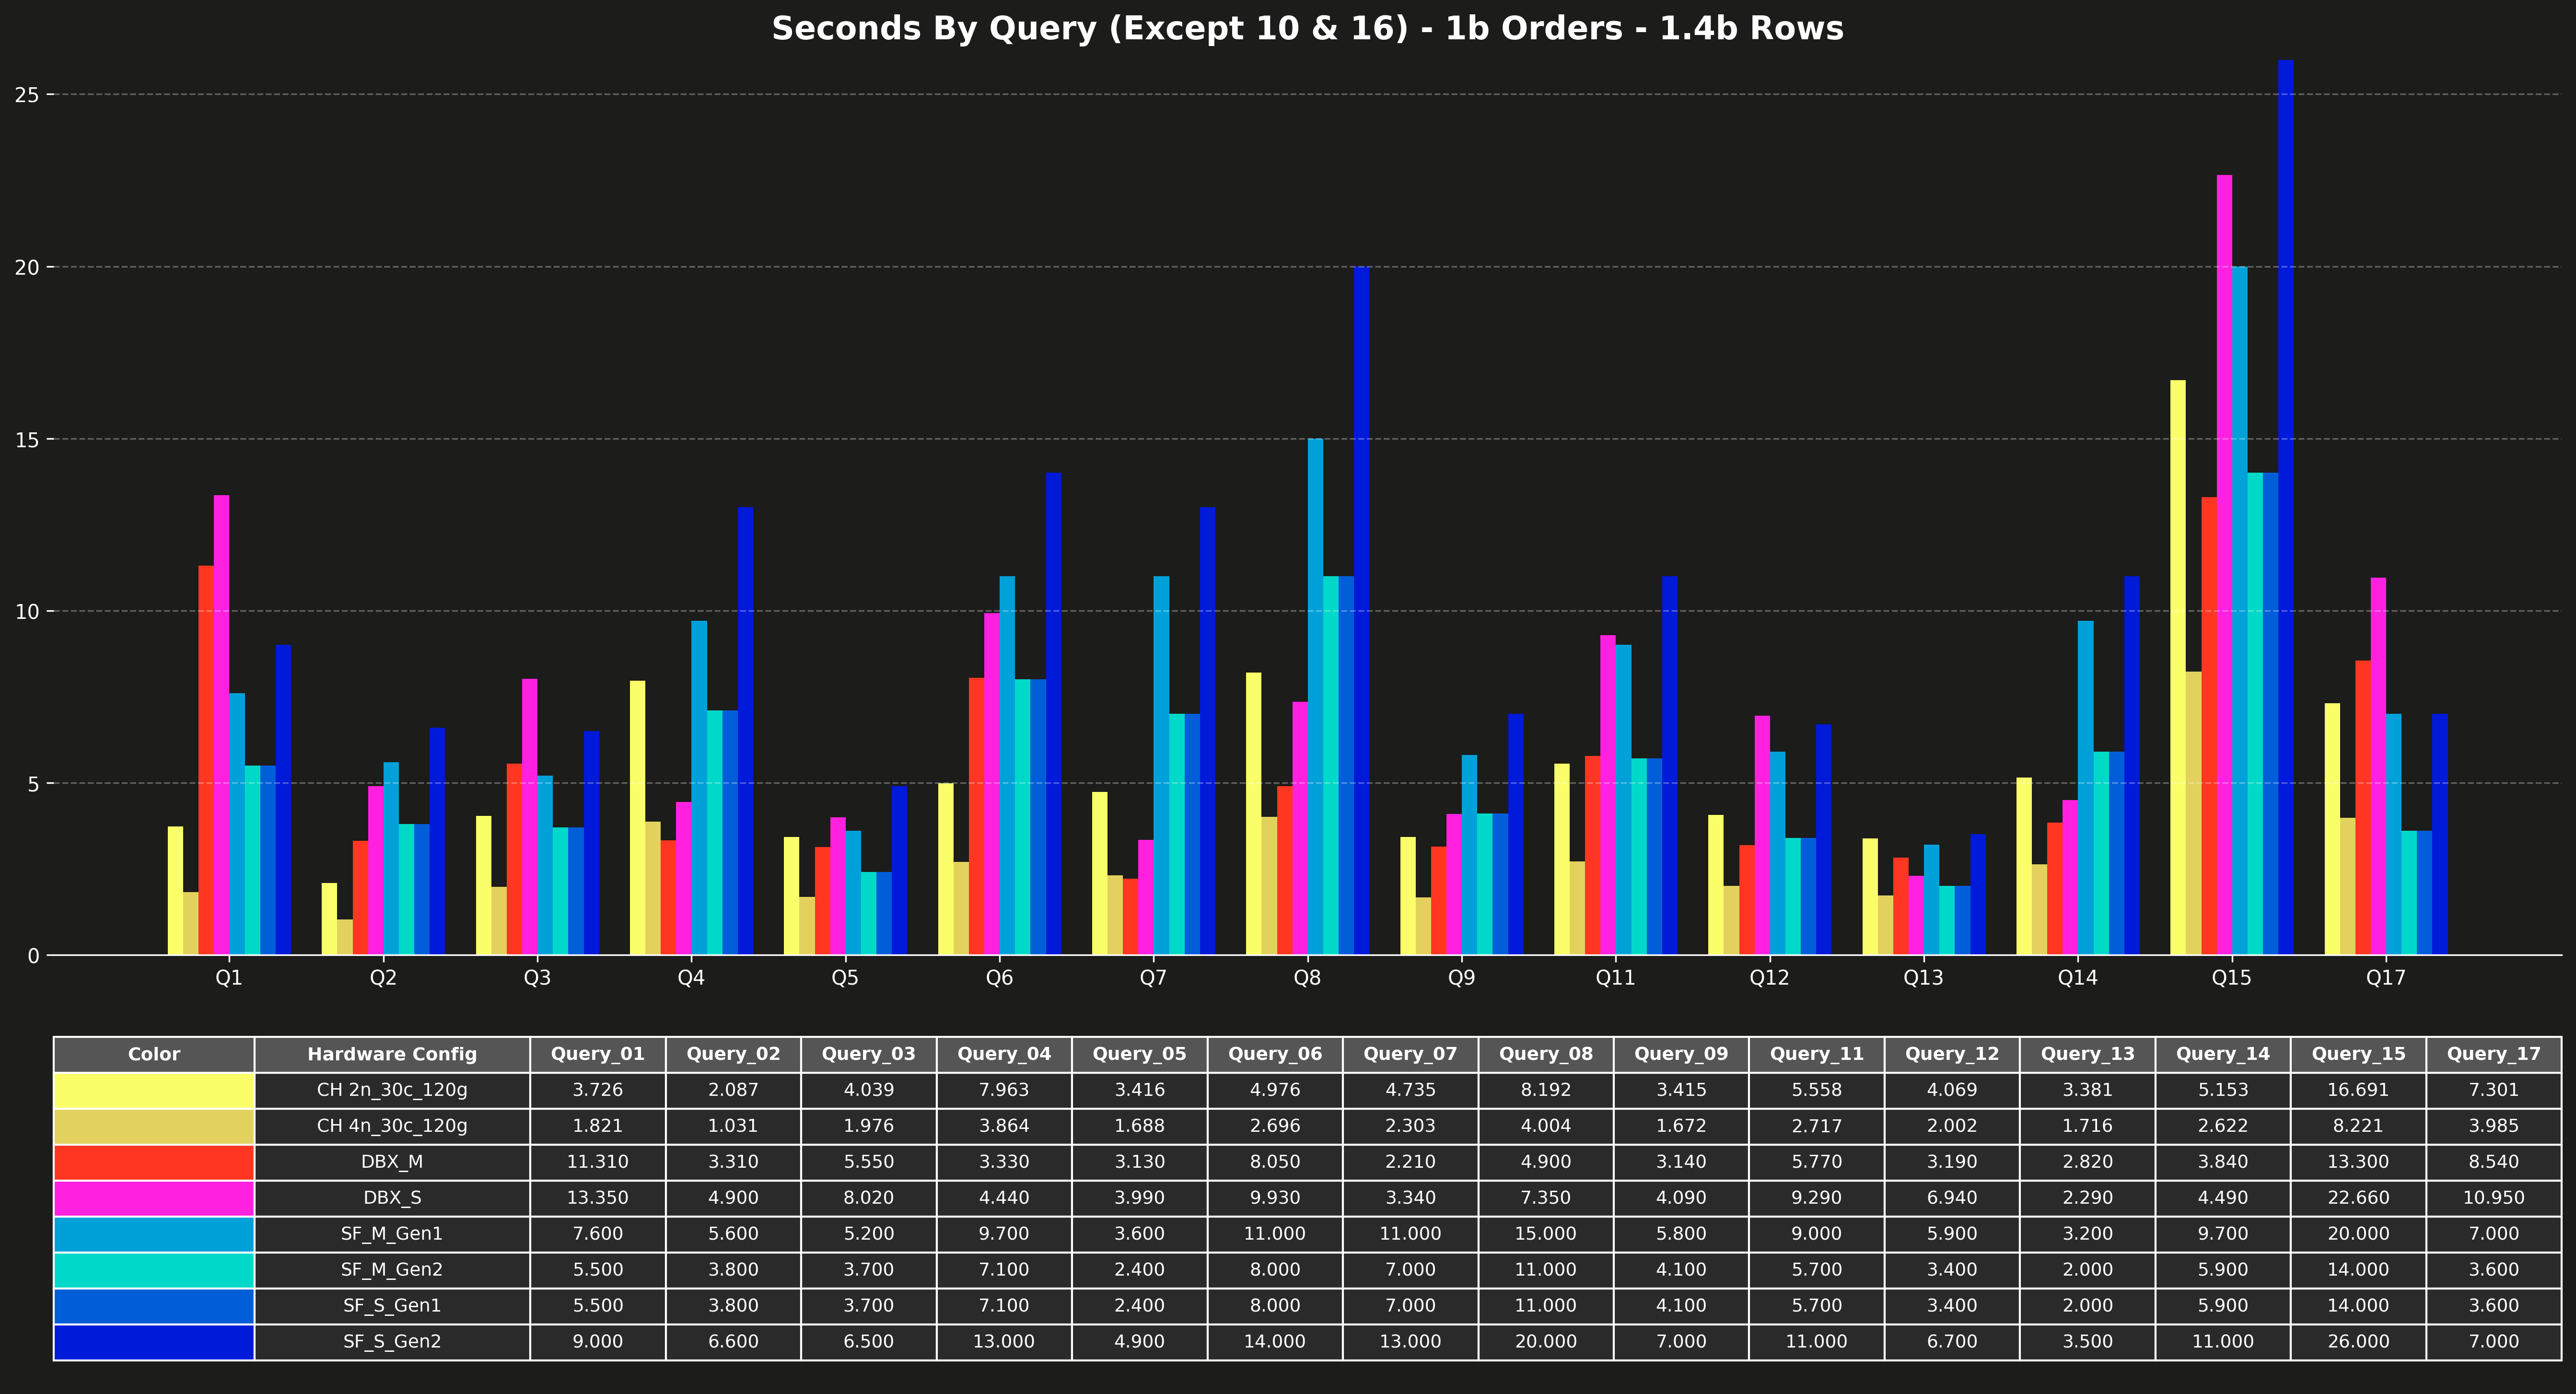 Seconds By Query (Except 10 & 16) - 1b Orders - 1.4b Rows
25
20
15
10
5
0
Q1 Q2 Q3 Q4 Q5 Q6 Q7 Q8 Q9 Q11 Q12 Q13 Q14 Q15 Q17
Color Hardware Config Query_01 Query_02 Query_03 Query_04 Query_05 Query_06 Query_07 Query_08 Query_09 Query_11 Query_12 Query_13 Query_14 Query_15 Query_17
CH 2n_30c_120g 3.726 2.087 4.039 7.963 3.416 4.976 4.735 8.192 3.415 5.558 4.069 3.381 5.153 16.691 7.301
CH 4n_30c_120g 1.821 1.031 1.976 3.864 1.688 2.696 2.303 4.004 1.672 2.717 2.002 1.716 2.622 8.221 3.985
DBX_M 11.310 3.310 5.550 3.330 3.130 8.050 2.210 4.900 3.140 5.770 3.190 2.820 3.840 13.300 8.540
DBX_S 13.350 4.900 8.020 4.440 3.990 9.930 3.340 7.350 4.090 9.290 6.940 2.290 4.490 22.660 10.950
SF_M_Gen1 7.600 5.600 5.200 9.700 3.600 11.000 11.000 15.000 5.800 9.000 5.900 3.200 9.700 20.000 7.000
SF_M_Gen2 5.500 3.800 3.700 7.100 2.400 8.000 7.000 11.000 4.100 5.700 3.400 2.000 5.900 14.000 3.600
SF_S_Gen1 5.500 3.800 3.700 7.100 2.400 8.000 7.000 11.000 4.100 5.700 3.400 2.000 5.900 14.000 3.600
SF_S_Gen2 9.000 6.600 6.500 13.000 4.900 14.000 13.000 20.000 7.000 11.000 6.700 3.500 11.000 26.000 7.000